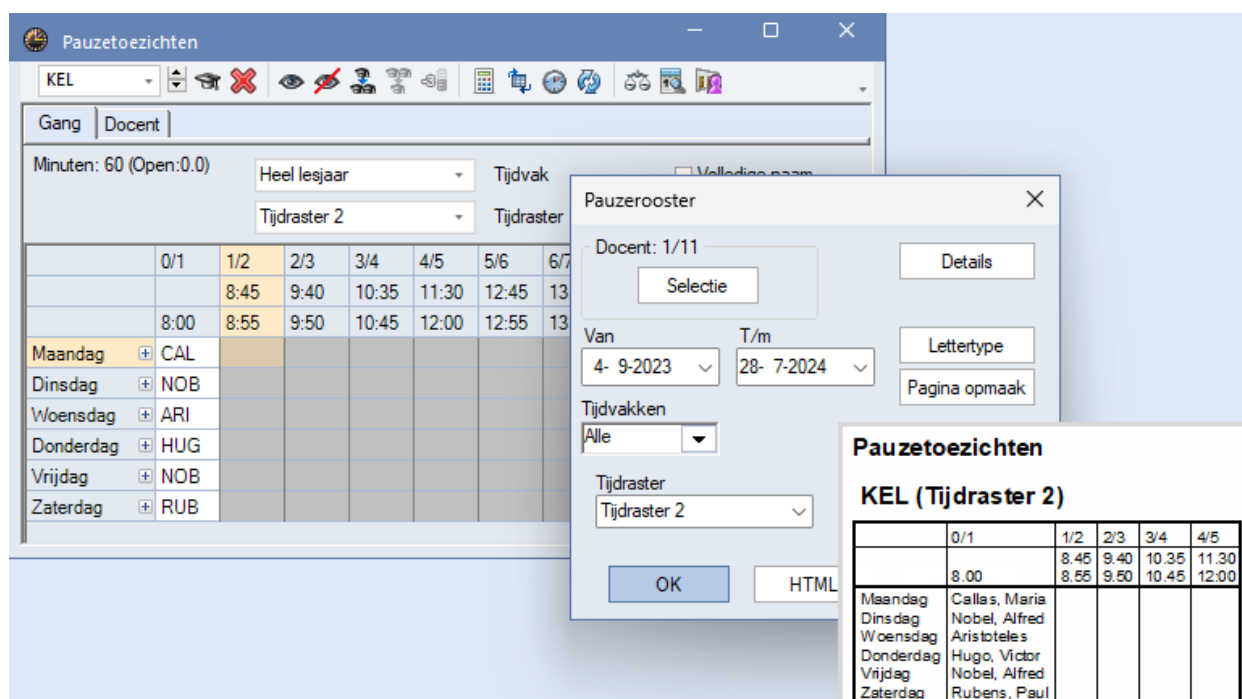 Pauzetoezichten
KEL
Gang Docent
Minuten: 60 (Open:0.0) Heel lesjaar Tijdvak Volledige naam
Tijdraster 2 Tijdraster
0/1 1/2 2/3 3/4 4/5 5/6 6/7
8:45 9:40 10:35 11:30 12:45 13
8:00 8:55 9:50 10:45 12:00 12:55 13
Maandag CAL
Dinsdag NOB
Woensdag ARI
Donderdag HUG
Vrijdag NOB
Zaterdag RUB
Pauzerooster
Docent: 1/11
Selectie
Details
Van T/m
4- 9-2023 28- 7-2024
Lettertype
Pagina opmaak
Tijdvakken
Alle
Tijdraster
Tijdraster 2
OK HTML
Pauzetoezichten
KEL (Tijdraster 2)
0/1 1/2 2/3 3/4 4/5
8.45 9.40 10.35 11.30
8.00 8.55 9.50 10.45 12:00
Maandag Callas, Maria
Dinsdag Nobel, Alfred
Woensdag Aristoteles
Donderdag Hugo, Victor
Vrijdag Nobel, Alfred
Zaterdag Rubens, Paul